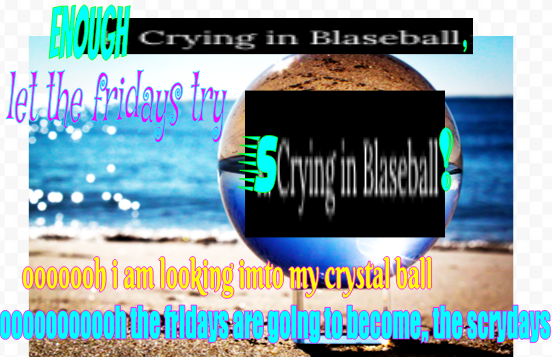 ENOUGH Crying in Blaseball,
let the fridays try
SCrying in Blaseball!
ooooooh i am looking imto my crystal ball
oooooooooooh the fridays are going to become,, the scrydays